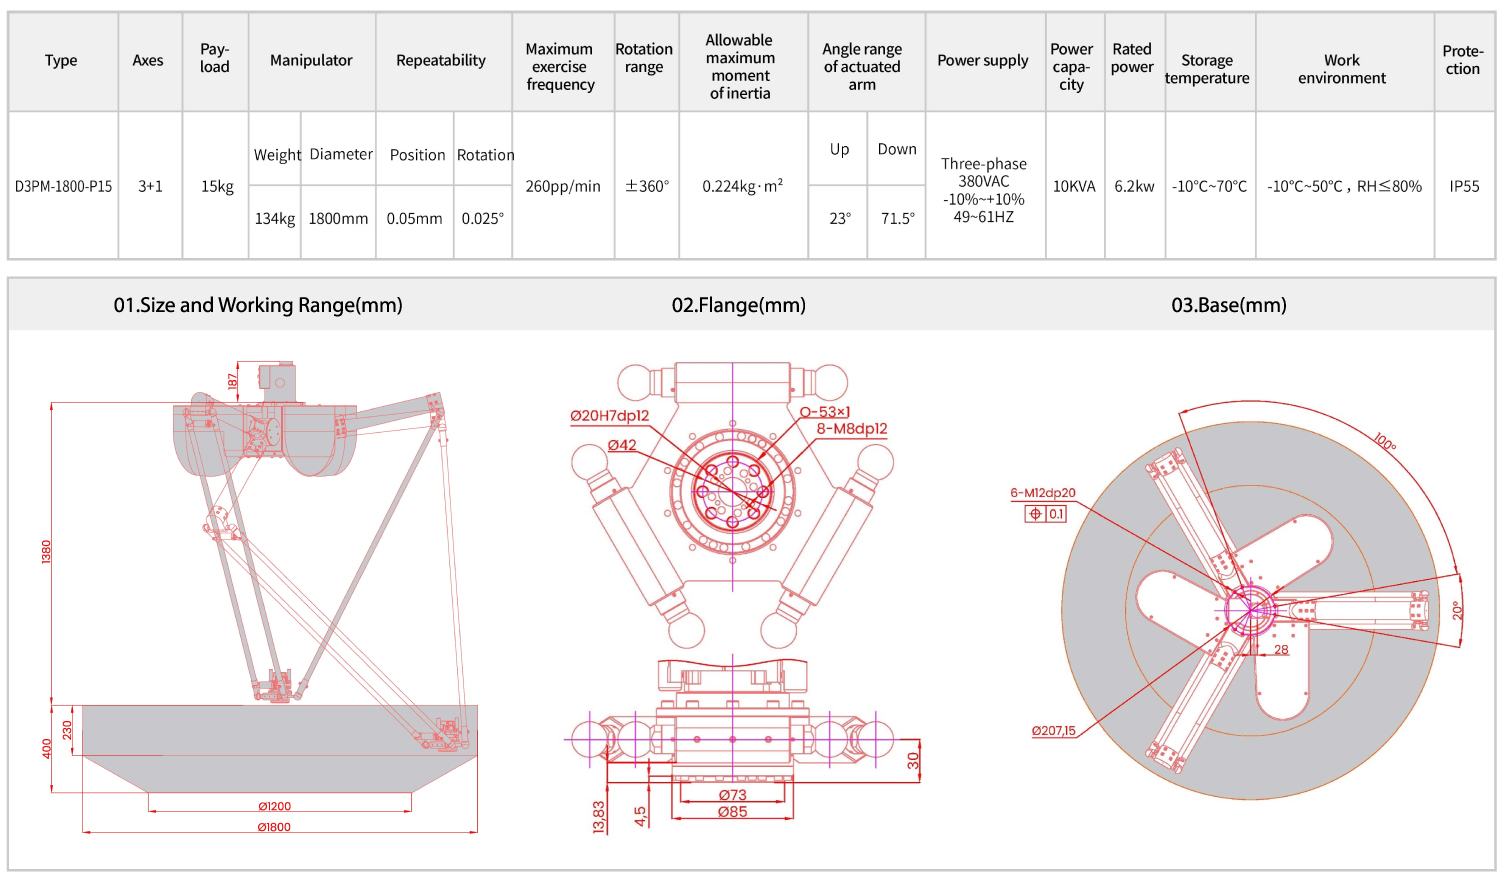 Type
Axes
Pay-
load
Manipulator
Repeatability
Maximum
exercise
frequency
Rotation
range
Allowable
maximum
moment
of inertia
Angle range
of actuated
arm
Power supply
Power
capa-
city
Rated
power
Storage
temperature
Work
environment
Prote-
ction
D3PM-1800-P15
3+1
15kg
Weight
Diameter
134kg
1800mm
Position
Rotation
0.05mm
0.025°
260pp/min
±360°
0.224kg·m²
Up
Down
23°
71.5°
Three-phase
380VAC
-10%~+10%
49~61HZ
10KVA
6.2kw
-10°C~70°C
-10°C~50°C , RH≤80%
IP55
01.Size and Working Range(mm)
02.Flange(mm)
03.Base(mm)
187
1380
230
400
Ø1200
Ø1800
Ø20H7dp12
Ø42
O-53×1
8-M8dp12
30
13,83
4,5
Ø73
Ø85
100°
6-M12dp20
0.1
20°
28
Ø207,15